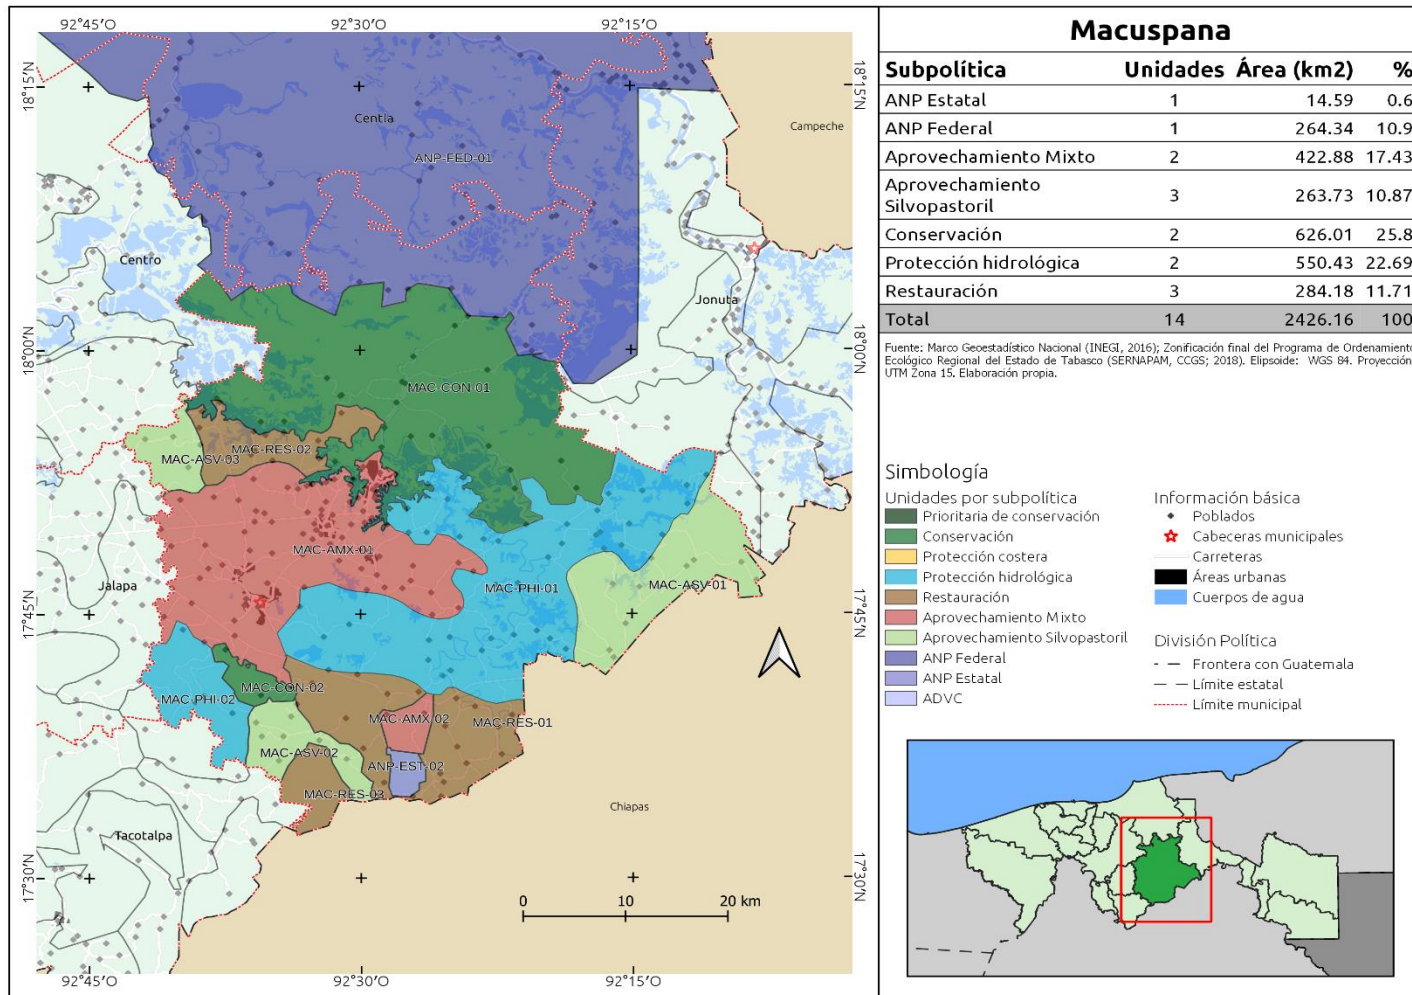 92°45′O 92°30′O 92°15′O
18°15′N
18°15′N
Centla
Campeche
ANP-FED-01
Centro
Jonuta
18°00′N
18°00′N
MAC-CON-01
MAC-RES-02
MAC-ASV-03
MAC-AMX-01
Jalapa
MAC-PHI-01
MAC-ASV-01
17°45′N
17°45′N
MAC-CON-02
MAC-PHI-02
MAC-AMX-02
MAC-RES-01
MAC-ASV-02
ANP-EST-02
MAC-RES-03
Chiapas
Tacotalpa
17°30′N
17°30′N
0 10 20 km
92°45′O 92°30′O 92°15′O
Macuspana
Subpolítica Unidades Área (km2) %
ANP Estatal 1 14.59 0.6
ANP Federal 1 264.34 10.9
Aprovechamiento Mixto 2 422.88 17.43
Aprovechamiento
Silvopastoril 3 263.73 10.87
Conservación 2 626.01 25.8
Protección hidrológica 2 550.43 22.69
Restauración 3 284.18 11.71
Total 14 2426.16 100
Fuente: Marco Geoestadístico Nacional (INEGI, 2016); Zonificación final del Programa de Ordenamiento
Ecológico Regional del Estado de Tabasco (SERNAPAM, CCGS; 2018). Elipsoide: WGS 84. Proyección
UTM Zona 15. Elaboración propia.
Simbología
Unidades por subpolítica
Prioritaria de conservación
Conservación
Protección costera
Protección hidrológica
Restauración
Aprovechamiento Mixto
Aprovechamiento Silvopastoril
ANP Federal
ANP Estatal
ADVC
Información básica
Poblados
Cabeceras municipales
Carreteras
Áreas urbanas
Cuerpos de agua
División Política
Frontera con Guatemala
Límite estatal
Límite municipal